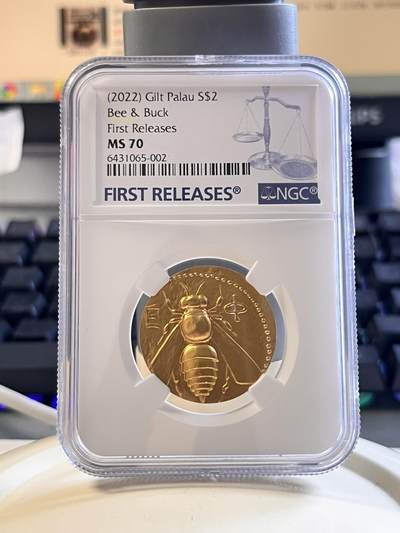 (2022) Gilt Palau S$2
Bee & Buck
First Releases
MS 70
6431065-002
FIRST RELEASES®
NGC®